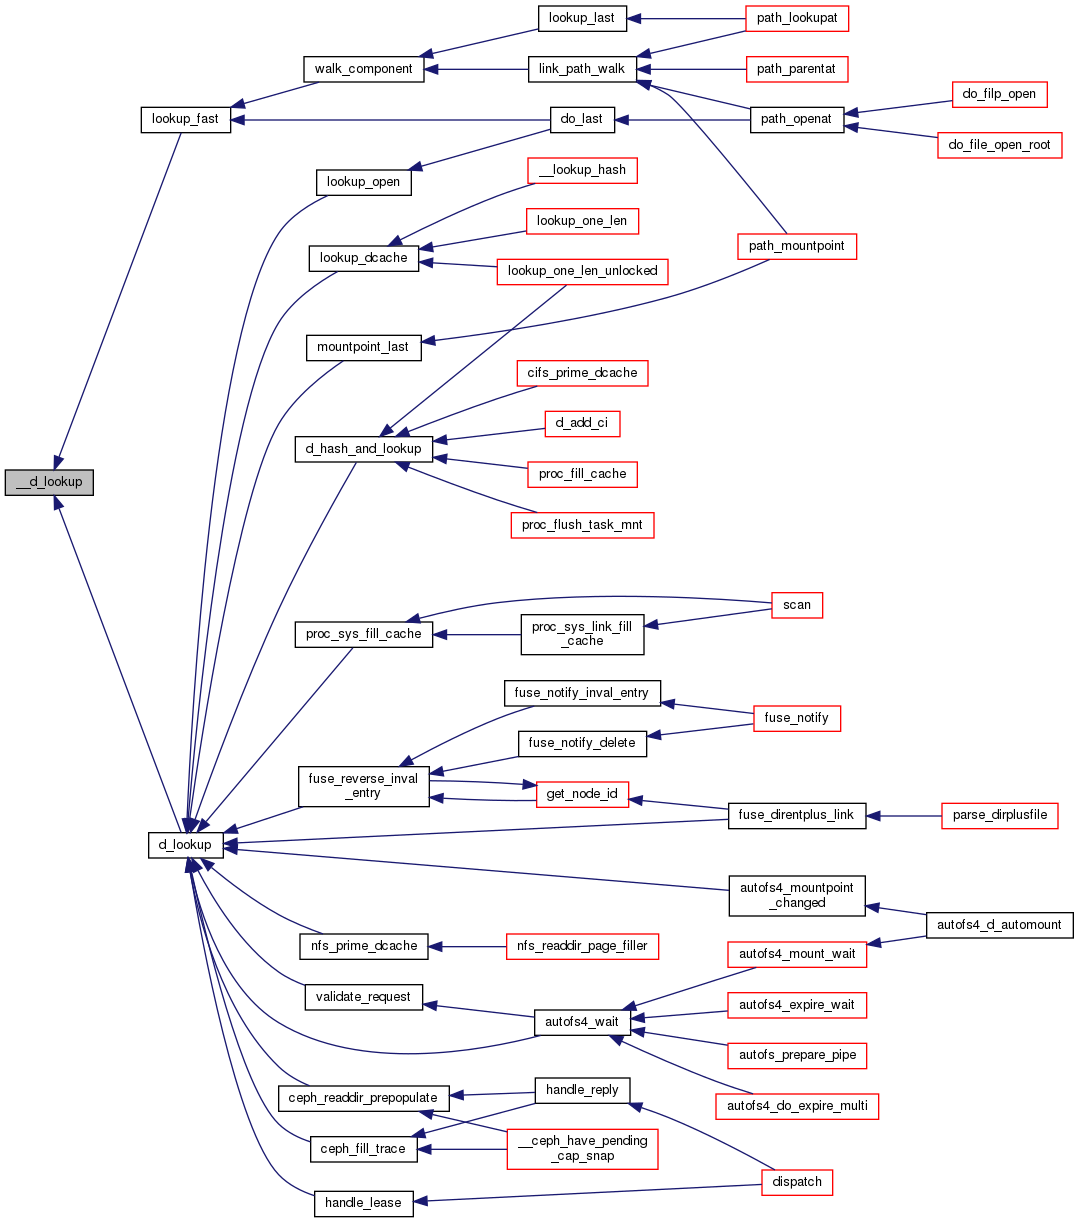 lookup_last
path_lookupat
walk_component
link_path_walk
path_parentat
do_filp_open
lookup_fast
do_last
path_openat
do_file_open_root
lookup_open
__lookup_hash
lookup_one_len
path_mountpoint
lookup_dcache
lookup_one_len_unlocked
mountpoint_last
cifs_prime_dcache
d_add_ci
d_hash_and_lookup
proc_fill_cache
__d_lookup
proc_flush_task_mnt
scan
proc_sys_fill_cache
proc_sys_link_fill
_cache
fuse_notify_inval_entry
fuse_notify
fuse_notify_delete
fuse_reverse_inval
_entry
get_node_id
fuse_direntplus_link
parse_dirplusfile
d_lookup
autofs4_mountpoint
_changed
autofs4_d_automount
nfs_prime_dcache
nfs_readdir_page_filler
autofs4_mount_wait
validate_request
autofs4_expire_wait
autofs4_wait
autofs_prepare_pipe
ceph_readdir_prepopulate
handle_reply
autofs4_do_expire_multi
ceph_fill_trace
__ceph_have_pending
_cap_snap
dispatch
handle_lease